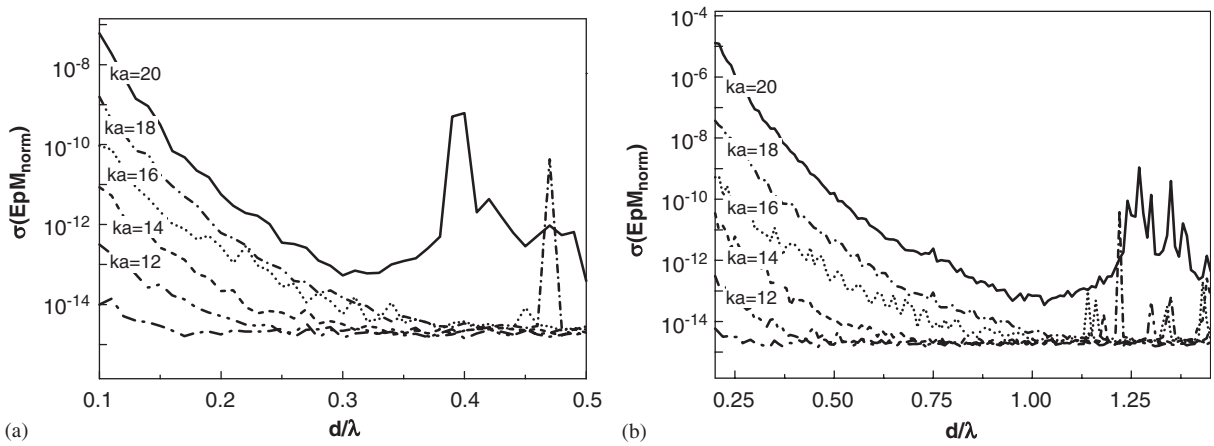 10⁻⁸
10⁻¹⁰
10⁻¹²
10⁻¹⁴
σ(EpM_norm)
ka=20
ka=18
ka=16
ka=14
ka=12
0.1 0.2 0.3 0.4 0.5
(a) d/λ
10⁻⁴
10⁻⁶
10⁻⁸
10⁻¹⁰
10⁻¹²
10⁻¹⁴
σ(EpM_norm)
ka=20
ka=18
ka=16
ka=14
ka=12
0.25 0.50 0.75 1.00 1.25
(b) d/λ